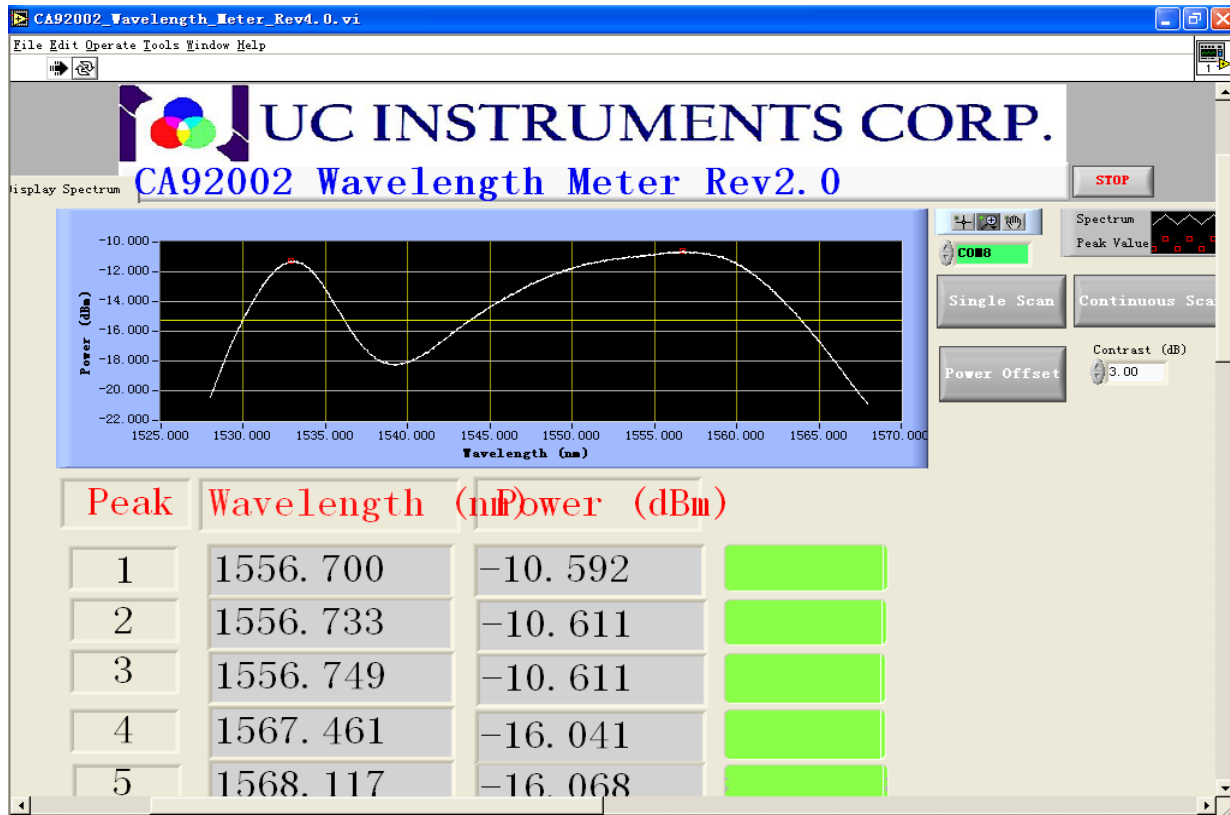 CA92002_Wavelength_Meter_Rev4.0.vi
File Edit Operate Tools Window Help
1
UC INSTRUMENTS CORP.
CA92002 Wavelength Meter Rev2.0
STOP
isplay Spectrum
Spectrum
Peak Value
COM8
Single Scan
Continuous Sca
Power Offset
Contrast (dB)
3.00
Power (dBm)
-10.000
-12.000
-14.000
-16.000
-18.000
-20.000
-22.000
1525.000 1530.000 1535.000 1540.000 1545.000 1550.000 1555.000 1560.000 1565.000 1570.000
Wavelength (nm)
Peak Wavelength (nm) Power (dBm)
1 1556.700 -10.592
2 1556.733 -10.611
3 1556.749 -10.611
4 1567.461 -16.041
5 1568.117 -16.068